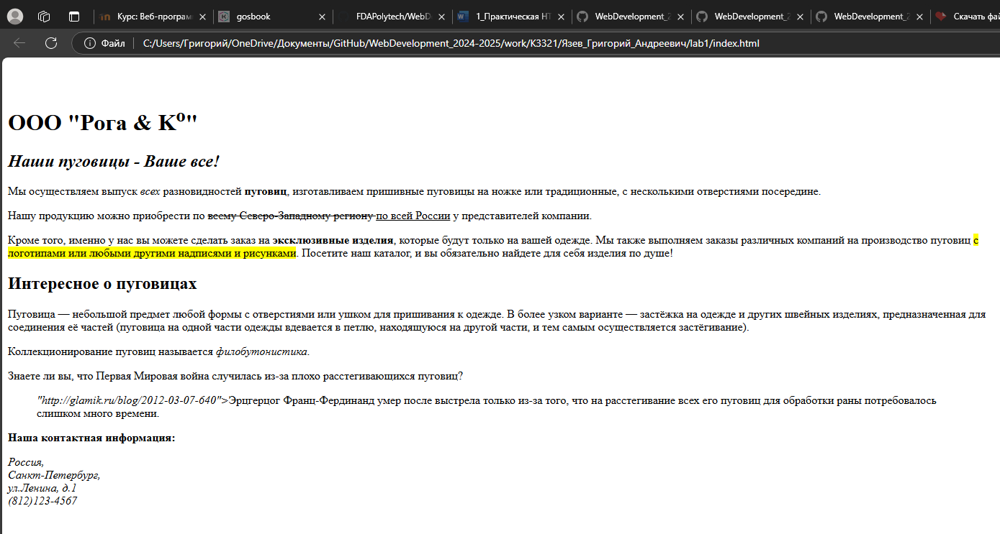 Курс: Веб-програм
gosbook
FDAPolytech/WebD
1_Практическая HT
WebDevelopment_2
WebDevelopment_2
WebDevelopment_2
Скачать фай
Файл C:/Users/Григорий/OneDrive/Документы/GitHub/WebDevelopment_2024-2025/work/K3321/Язев_Григорий_Андреевич/lab1/index.html
ООО "Рога & Kº"
Наши пуговицы - Ваше все!
Мы осуществляем выпуск всех разновидностей пуговиц, изготавливаем пришивные пуговицы на ножке или традиционные, с несколькими отверстиями посередине.
Нашу продукцию можно приобрести по всему Северо-Западному региону по всей России у представителей компании.
Кроме того, именно у нас вы можете сделать заказ на эксклюзивные изделия, которые будут только на вашей одежде. Мы также выполняем заказы различных компаний на производство пуговиц с
логотипами или любыми другими надписями и рисунками. Посетите наш каталог, и вы обязательно найдете для себя изделия по душе!
Интересное о пуговицах
Пуговица — небольшой предмет любой формы с отверстиями или ушком для пришивания к одежде. В более узком варианте — застёжка на одежде и других швейных изделиях, предназначенная для
соединения её частей (пуговица на одной части одежды вдевается в петлю, находящуюся на другой части, и тем самым осуществляется застёгивание).
Коллекционирование пуговиц называется филобутонистика.
Знаете ли вы, что Первая Мировая война случилась из-за плохо расстегивающихся пуговиц?
"http://glamik.ru/blog/2012-03-07-640">Эрцгерцог Франц-Фердинанд умер после выстрела только из-за того, что на расстегивание всех его пуговиц для обработки раны потребовалось
слишком много времени.
Наша контактная информация:
Россия,
Санкт-Петербург,
ул.Ленина, д.1
(812)123-4567